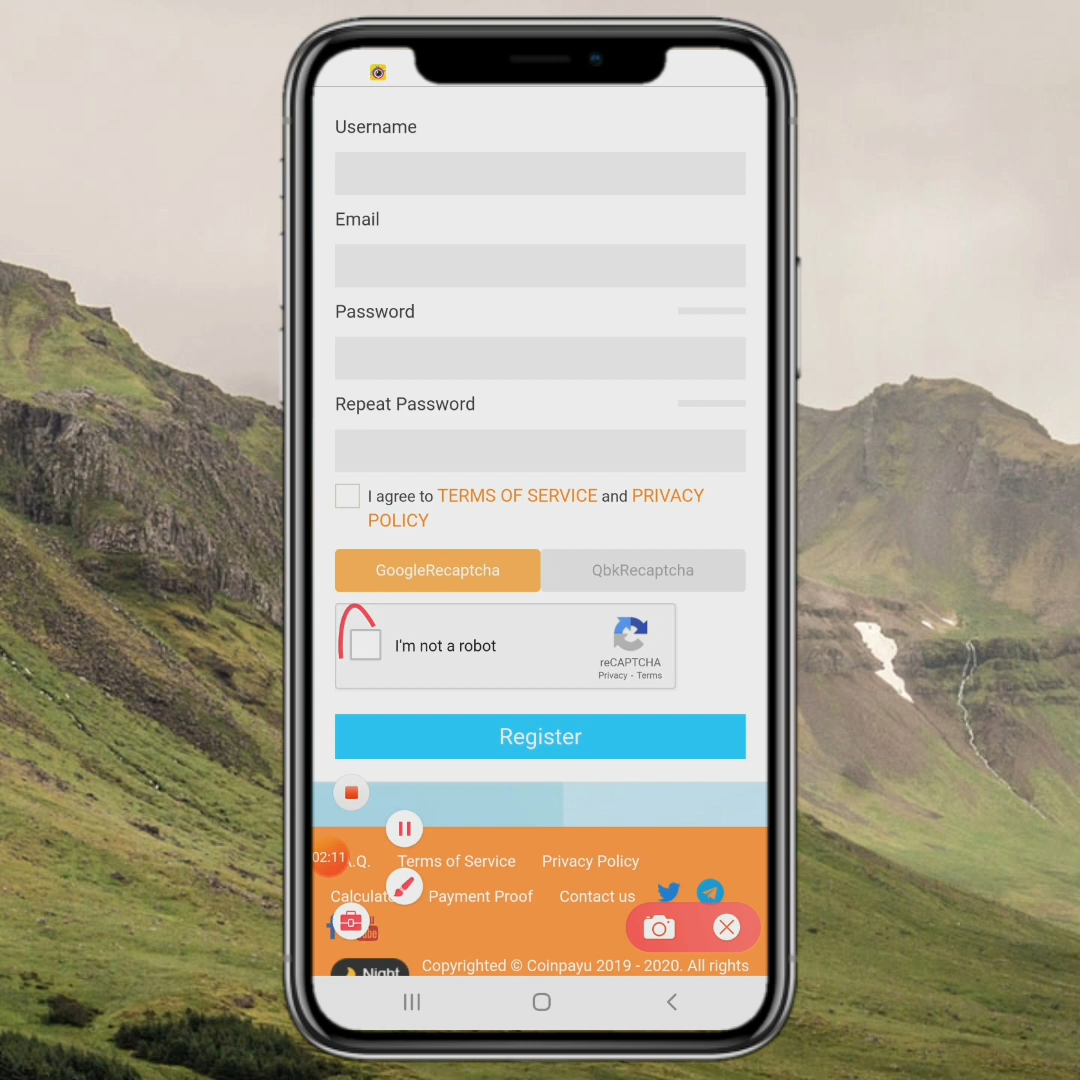 Username
Email
Password
Repeat Password
I agree to TERMS OF SERVICE and PRIVACY
POLICY
GoogleRecaptcha QbkRecaptcha
I'm not a robot
reCAPTCHA
Privacy - Terms
Register
02:11 .Q. Terms of Service Privacy Policy
Calculat Payment Proof Contact us
Night Copyrighted © Coinpayu 2019 - 2020. All rights